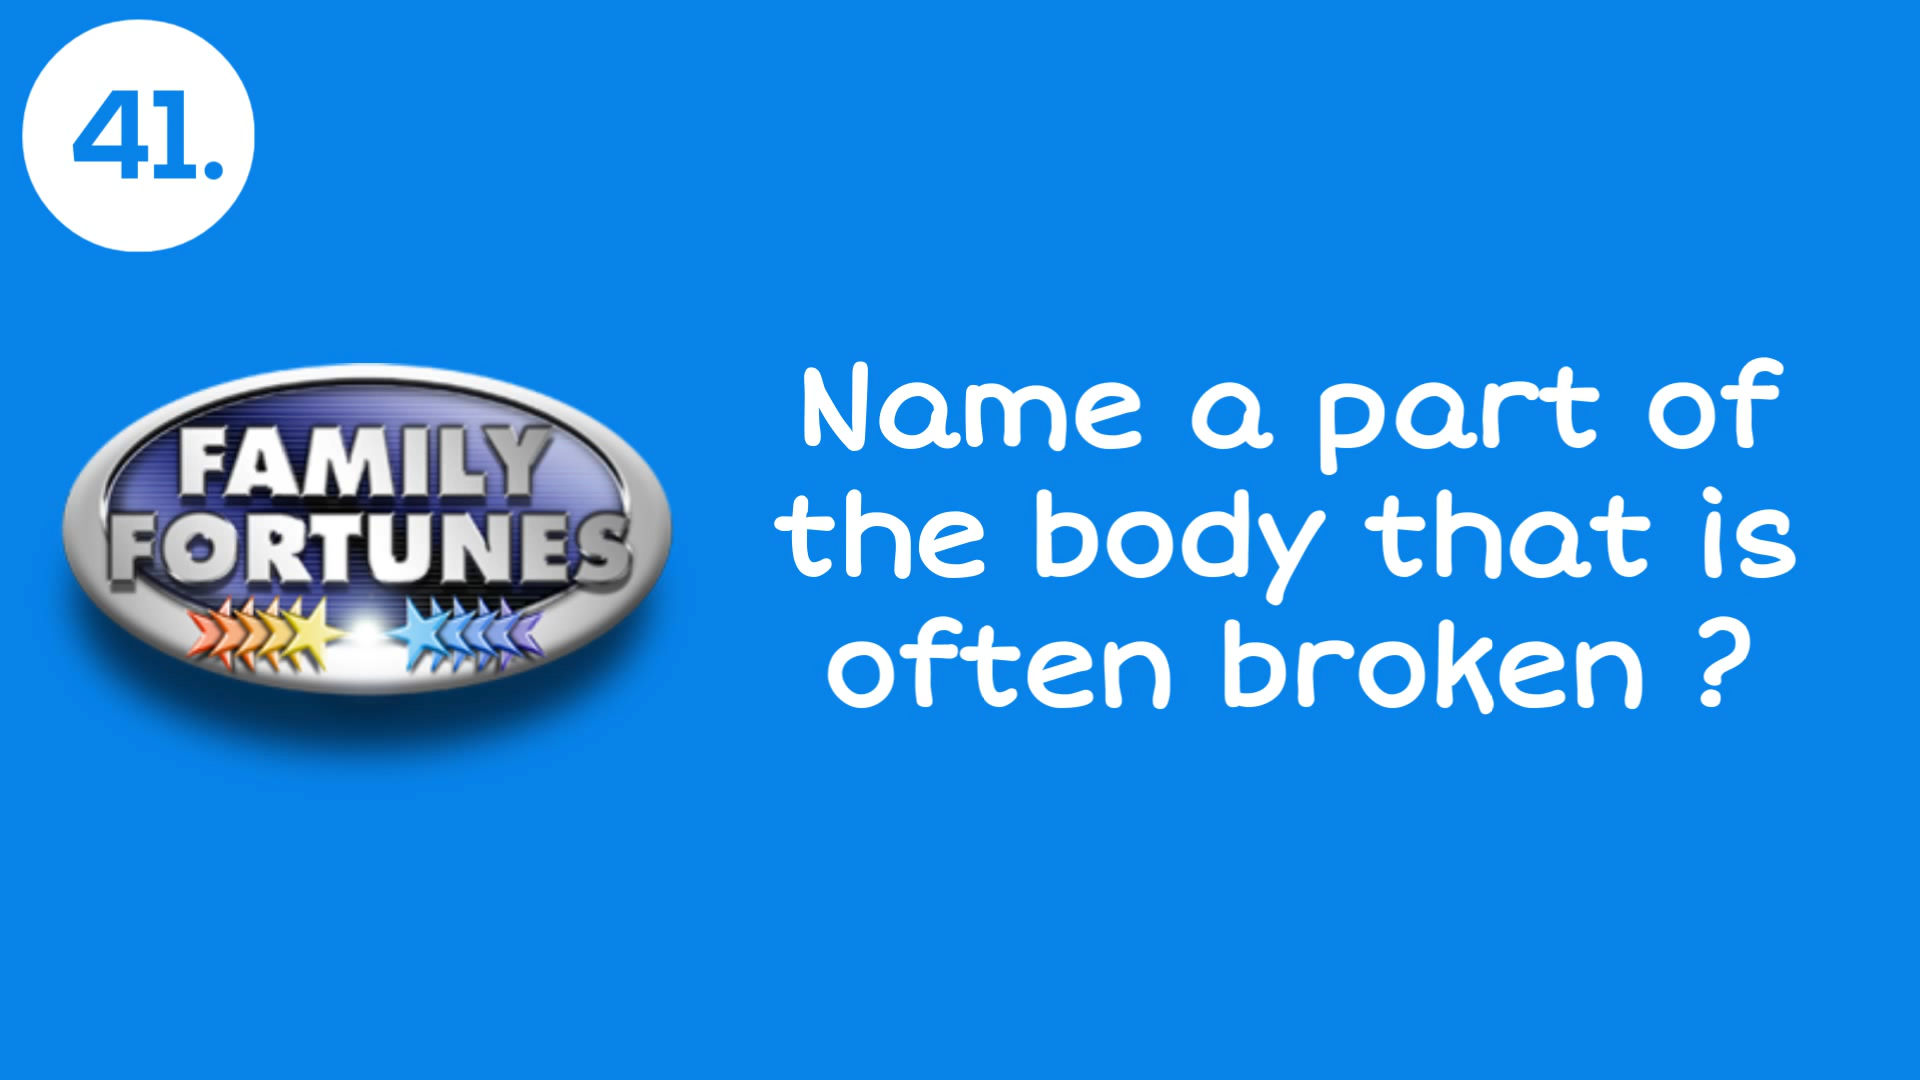 41.
FAMILY
FORTUNES
Name a part of
the body that is
often broken ?